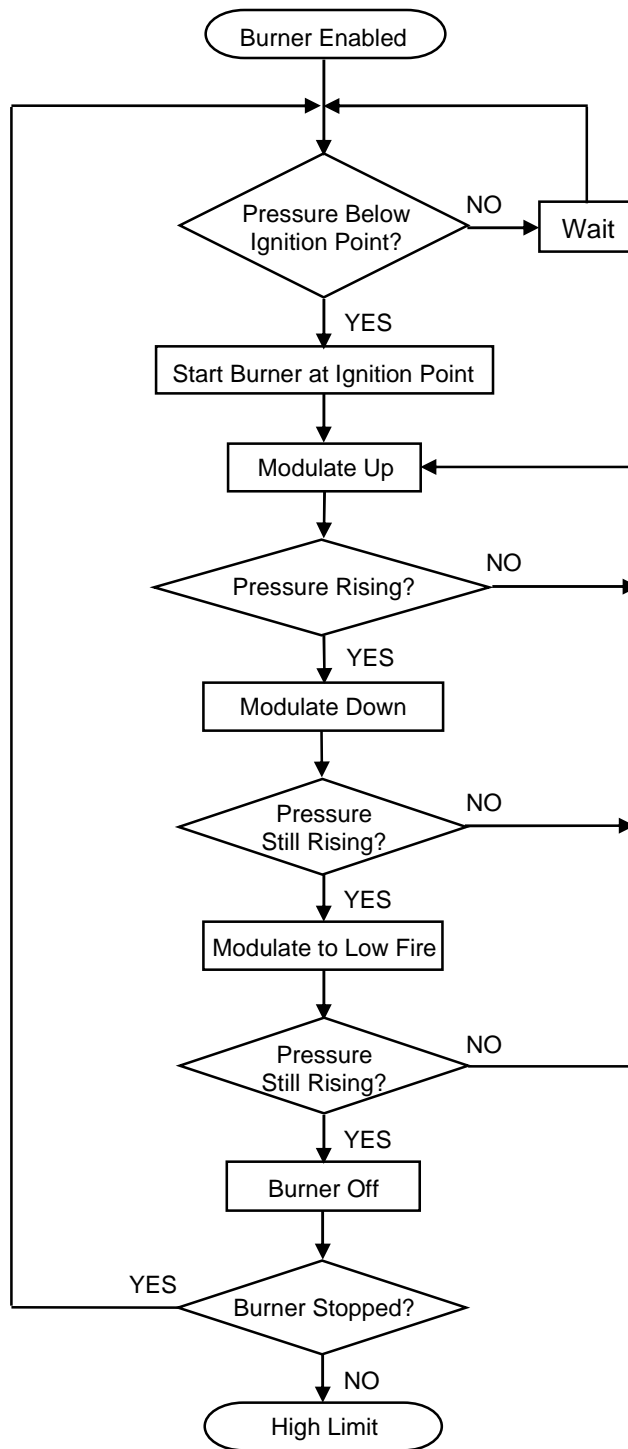 Burner Enabled
Pressure Below
Ignition Point?
NO
Wait
YES
Start Burner at Ignition Point
Modulate Up
Pressure Rising?
NO
YES
Modulate Down
Pressure
Still Rising?
NO
YES
Modulate to Low Fire
Pressure
Still Rising?
NO
YES
Burner Off
YES
Burner Stopped?
NO
High Limit